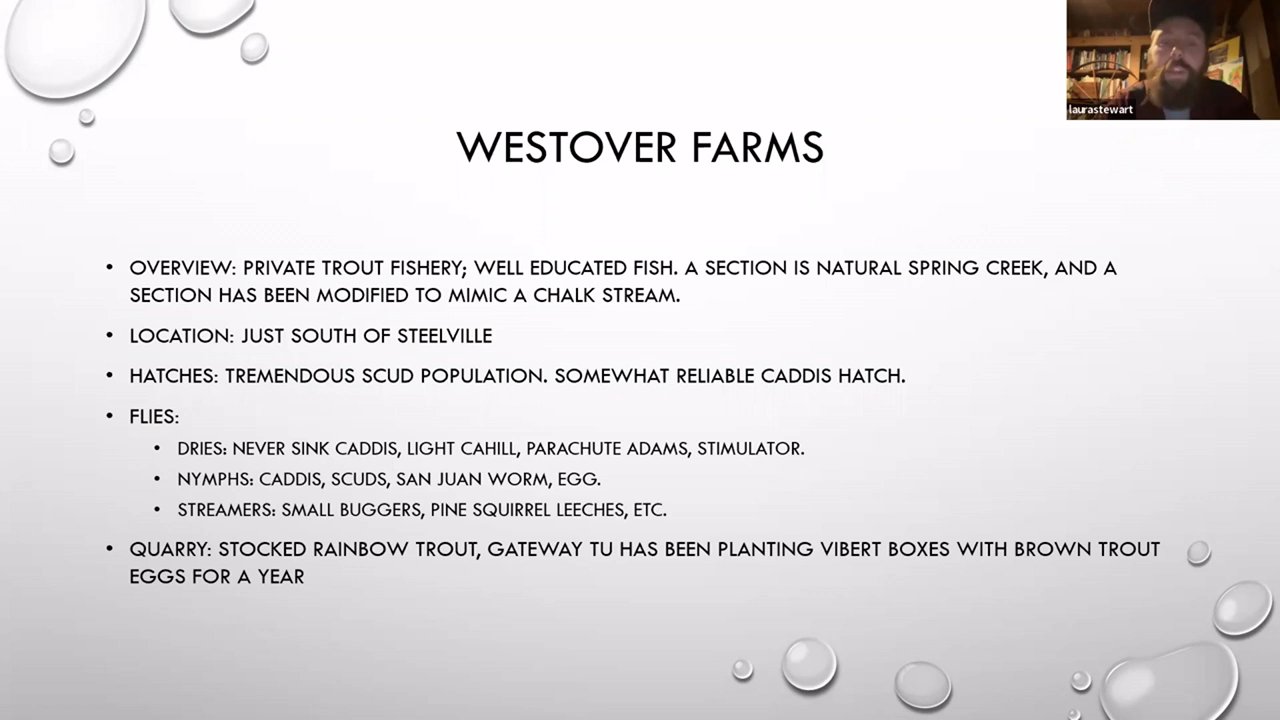 laurastewart
WESTOVER FARMS
• OVERVIEW: PRIVATE TROUT FISHERY; WELL EDUCATED FISH. A SECTION IS NATURAL SPRING CREEK, AND A
SECTION HAS BEEN MODIFIED TO MIMIC A CHALK STREAM.
• LOCATION: JUST SOUTH OF STEELVILLE
• HATCHES: TREMENDOUS SCUD POPULATION. SOMEWHAT RELIABLE CADDIS HATCH.
• FLIES:
• DRIES: NEVER SINK CADDIS, LIGHT CAHILL, PARACHUTE ADAMS, STIMULATOR.
• NYMPHS: CADDIS, SCUDS, SAN JUAN WORM, EGG.
• STREAMERS: SMALL BUGGERS, PINE SQUIRREL LEECHES, ETC.
• QUARRY: STOCKED RAINBOW TROUT, GATEWAY TU HAS BEEN PLANTING VIBERT BOXES WITH BROWN TROUT
EGGS FOR A YEAR